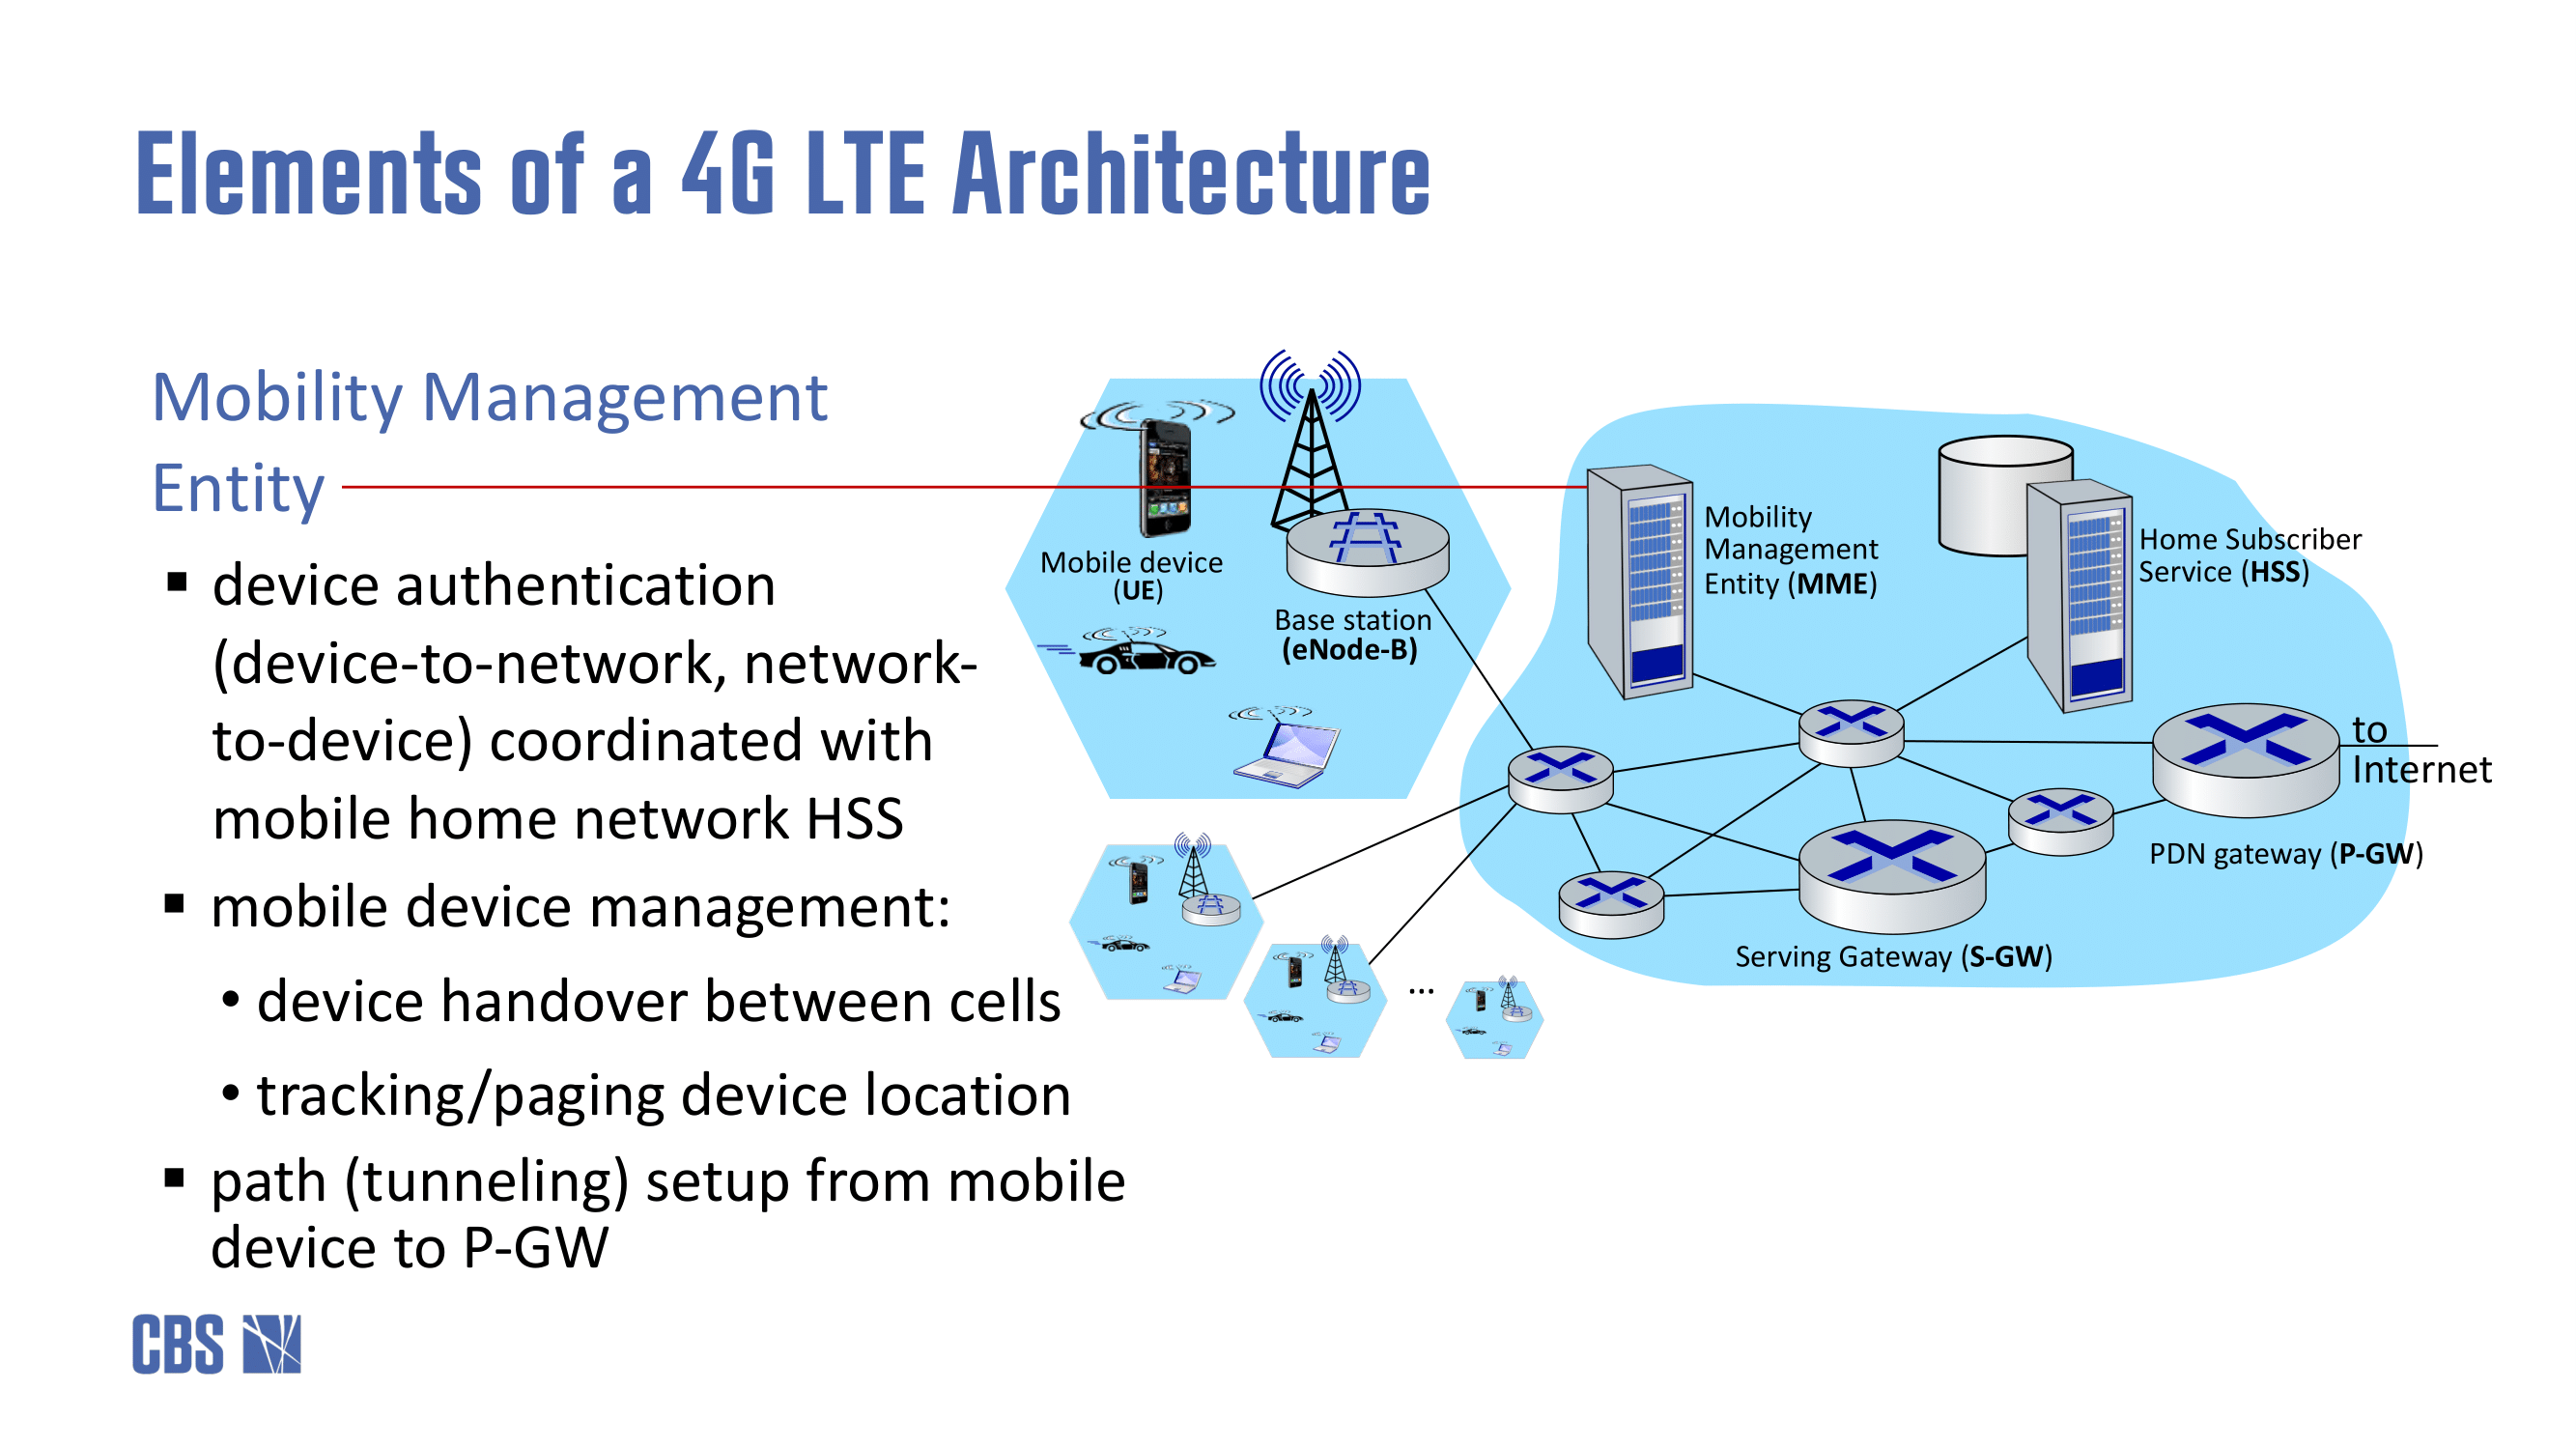 Elements of a 4G LTE Architecture
Mobility Management
Entity
▪ device authentication
(device-to-network, network-
to-device) coordinated with
mobile home network HSS
▪ mobile device management:
• device handover between cells
• tracking/paging device location
▪ path (tunneling) setup from mobile
device to P-GW
Mobile device
(UE)
Base station
(eNode-B)
Mobility
Management
Entity (MME)
Home Subscriber
Service (HSS)
to
Internet
PDN gateway (P-GW)
Serving Gateway (S-GW)
...
CBS